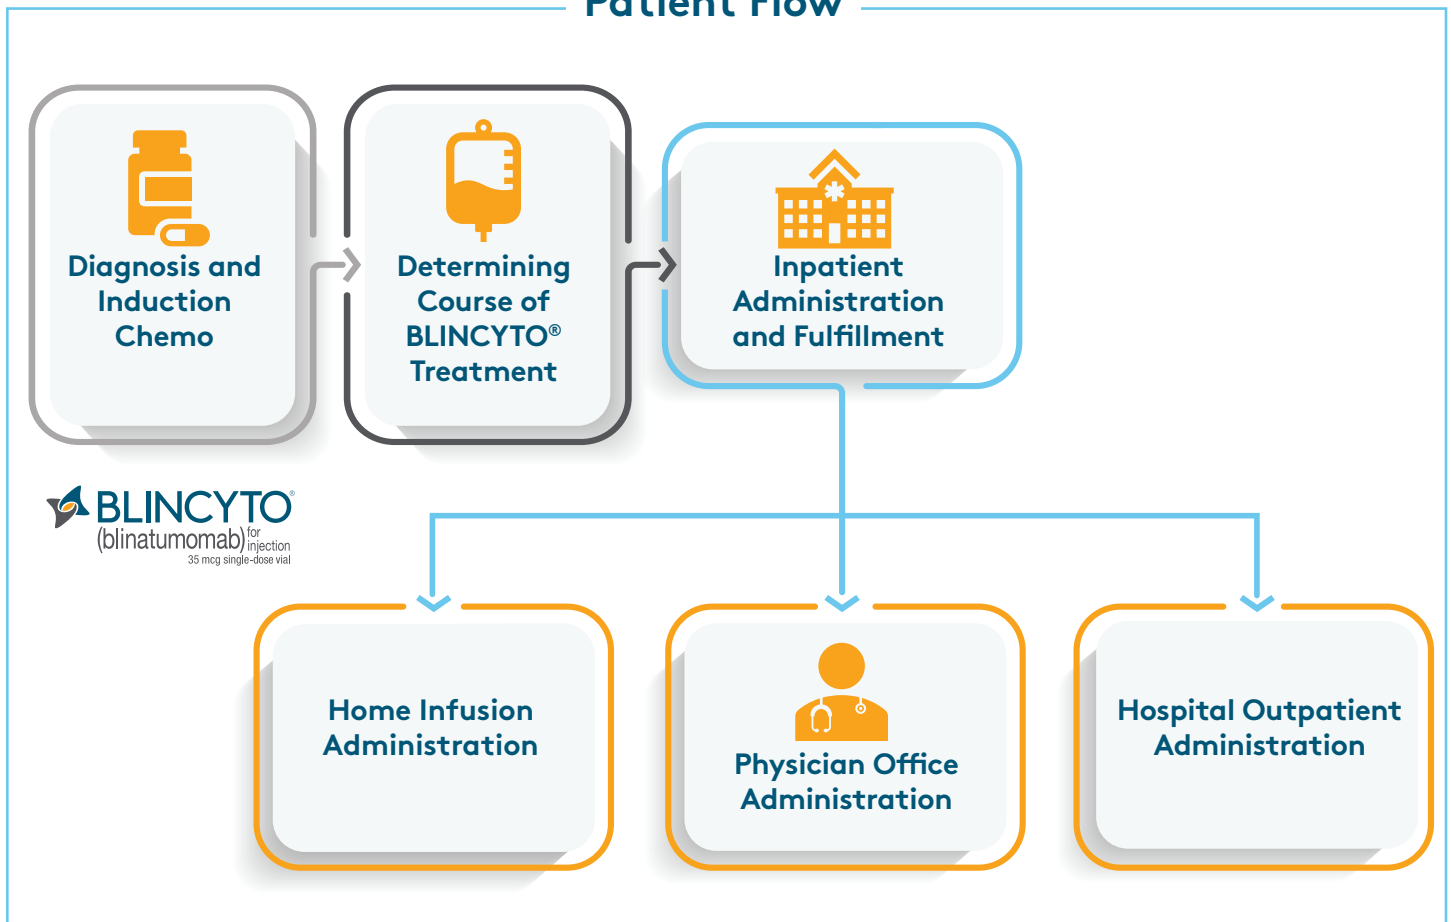 Patient Flow
Diagnosis and
Induction
Chemo
Determining
Course of
BLINCYTO®
Treatment
Inpatient
Administration
and Fulfillment
BLINCYTO®
(blinatumomab) for
injection
35 mcg single-dose vial
Home Infusion
Administration
Physician Office
Administration
Hospital Outpatient
Administration